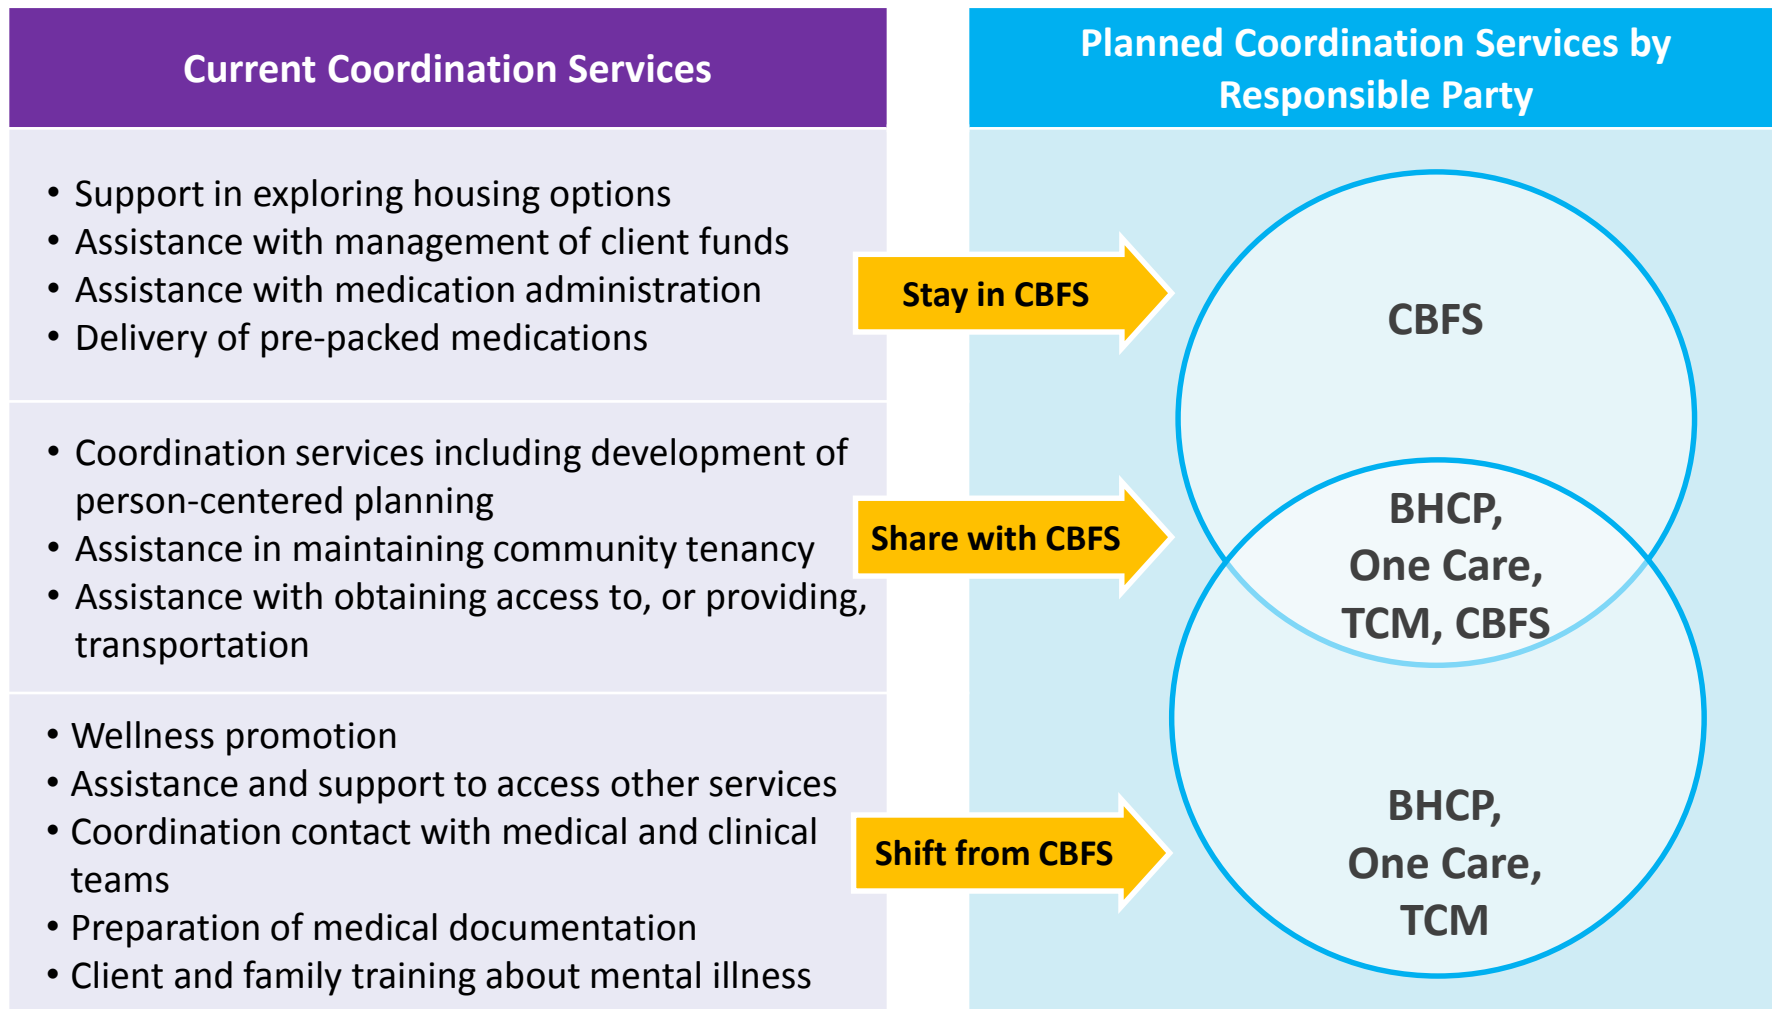 Current Coordination Services
• Support in exploring housing options
• Assistance with management of client funds
• Assistance with medication administration
• Delivery of pre-packed medications
• Coordination services including development of
person-centered planning
• Assistance in maintaining community tenancy
• Assistance with obtaining access to, or providing,
transportation
• Wellness promotion
• Assistance and support to access other services
• Coordination contact with medical and clinical
teams
• Preparation of medical documentation
• Client and family training about mental illness
Stay in CBFS
Share with CBFS
Shift from CBFS
Planned Coordination Services by
Responsible Party
CBFS
BHCP,
One Care,
TCM, CBFS
BHCP,
One Care,
TCM